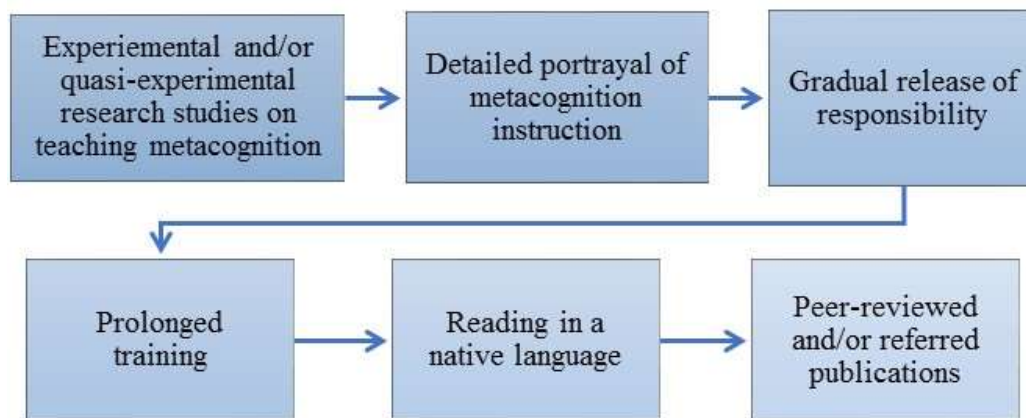 Experiemental and/or
quasi-experimental
research studies on
teaching metacognition
Detailed portrayal of
metacognition
instruction
Gradual release of
responsibility
Prolonged
training
Reading in a
native language
Peer-reviewed
and/or referred
publications